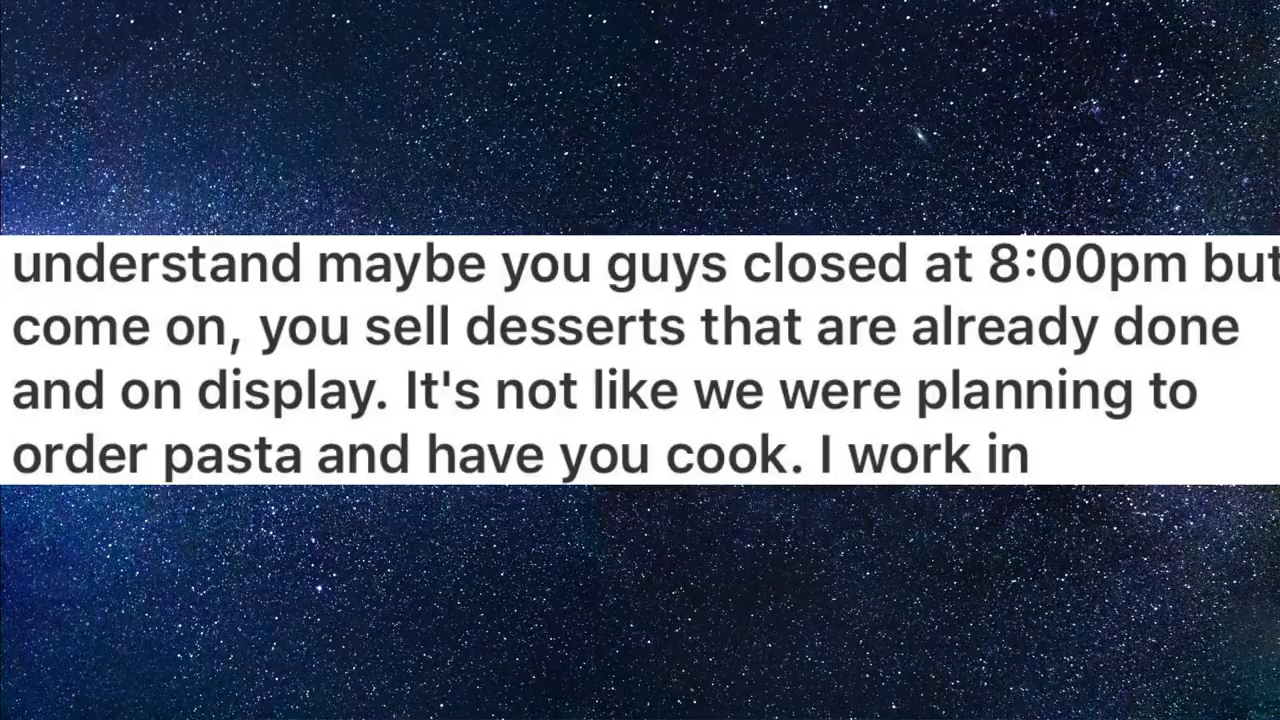 understand maybe you guys closed at 8:00pm but
come on, you sell desserts that are already done
and on display. It's not like we were planning to
order pasta and have you cook. I work in